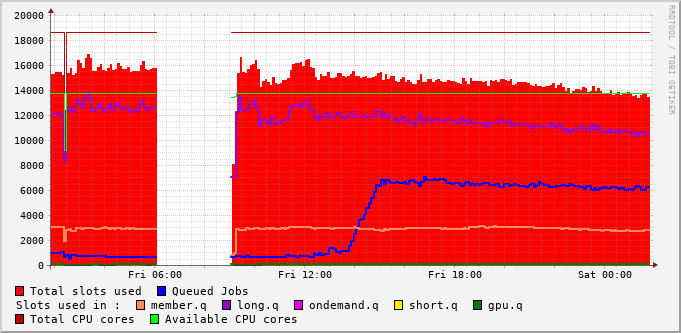 RRDTOOL / TOBI OETIKER
20000
18000
16000
14000
12000
10000
8000
6000
4000
2000
0
Fri 06:00 Fri 12:00 Fri 18:00 Sat 00:00
Total slots used Queued Jobs
Slots used in : member.q long.q ondemand.q short.q gpu.q
Total CPU cores Available CPU cores